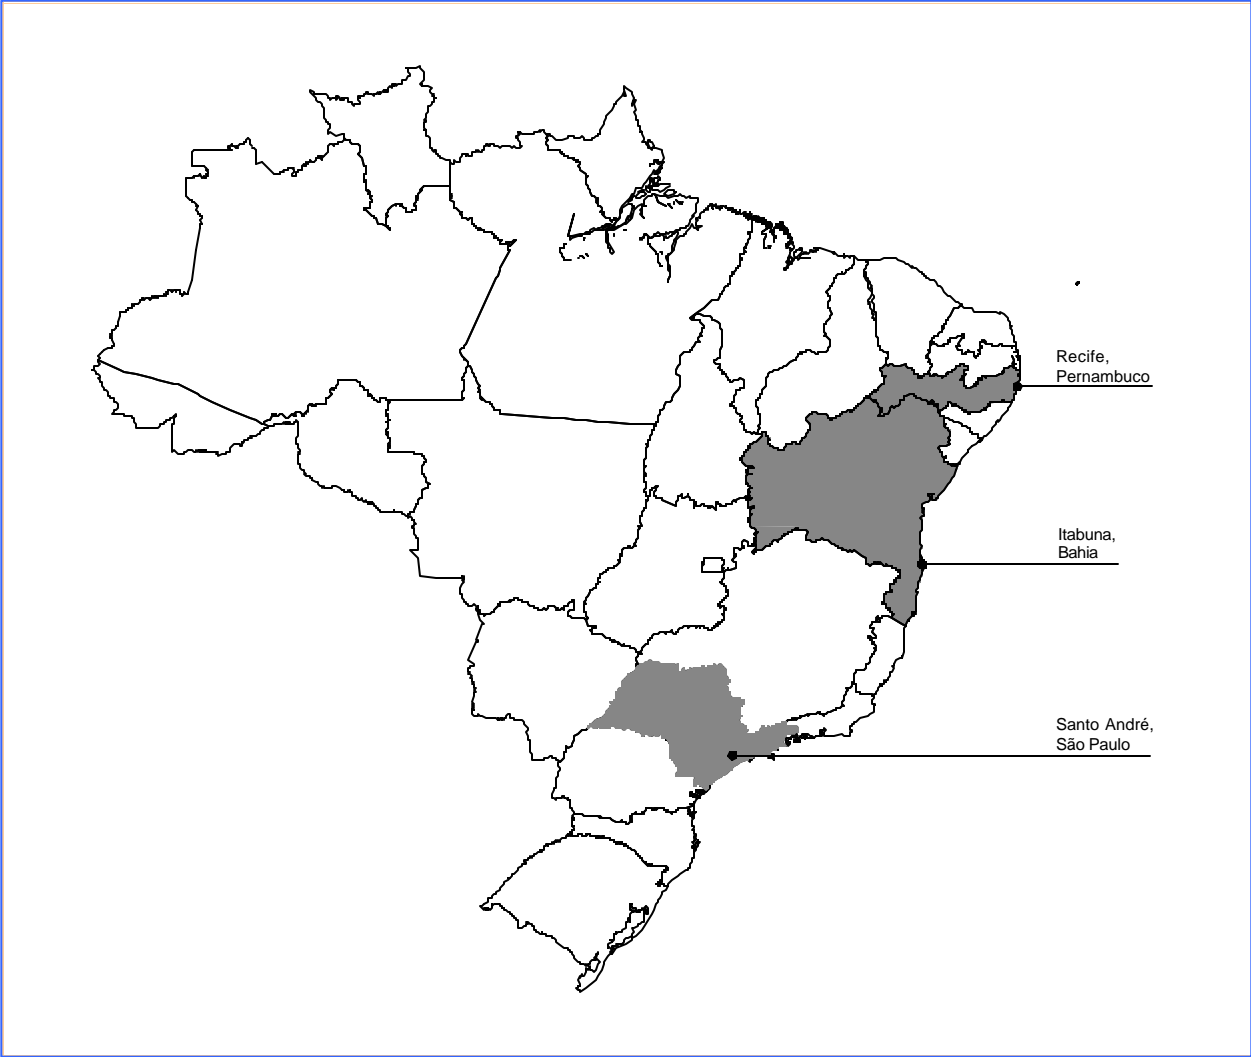 Recife,
Pernambuco
Itabuna,
Bahia
Santo André,
São Paulo